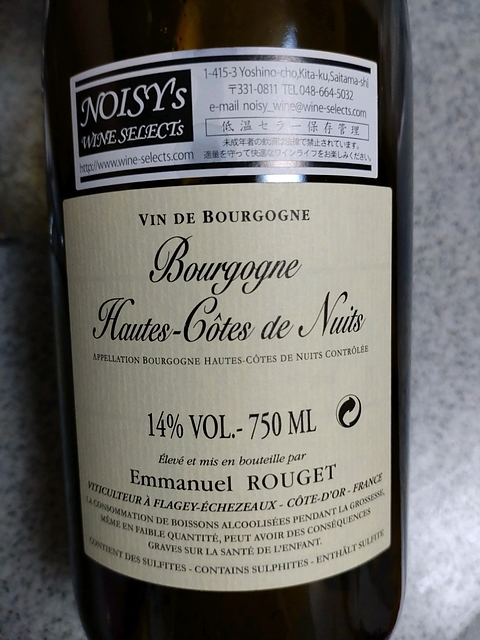 NOISY's
WINE SELECTs
http://www.wine-selects.com
1-415-3 Yoshino-cho,Kita-ku,Saitama-shi
〒331-0811 TEL 048-664-5032
e-mail noisy_wine@wine-selects.com
低温セラー保存管理
未成年者の飲酒は法律で禁止されています。
適量を守って快適なワインライフをお楽しみください。
VIN DE BOURGOGNE
Bourgogne
Hautes-Côtes de Nuits
APPELLATION BOURGOGNE HAUTES-CÔTES DE NUITS CONTRÔLÉE
14% VOL.- 750 ML
Élevé et mis en bouteille par
Emmanuel ROUGET
VITICULTEUR À FLAGEY-ÉCHEZEAUX - CÔTE-D'OR - FRANCE
LA CONSOMMATION DE BOISSONS ALCOOLISÉES PENDANT LA GROSSESSE,
MÊME EN FAIBLE QUANTITÉ, PEUT AVOIR DES CONSÉQUENCES
GRAVES SUR LA SANTÉ DE L'ENFANT.
CONTIENT DES SULFITES - CONTAINS SULPHITES - ENTHÄLT SULFITE